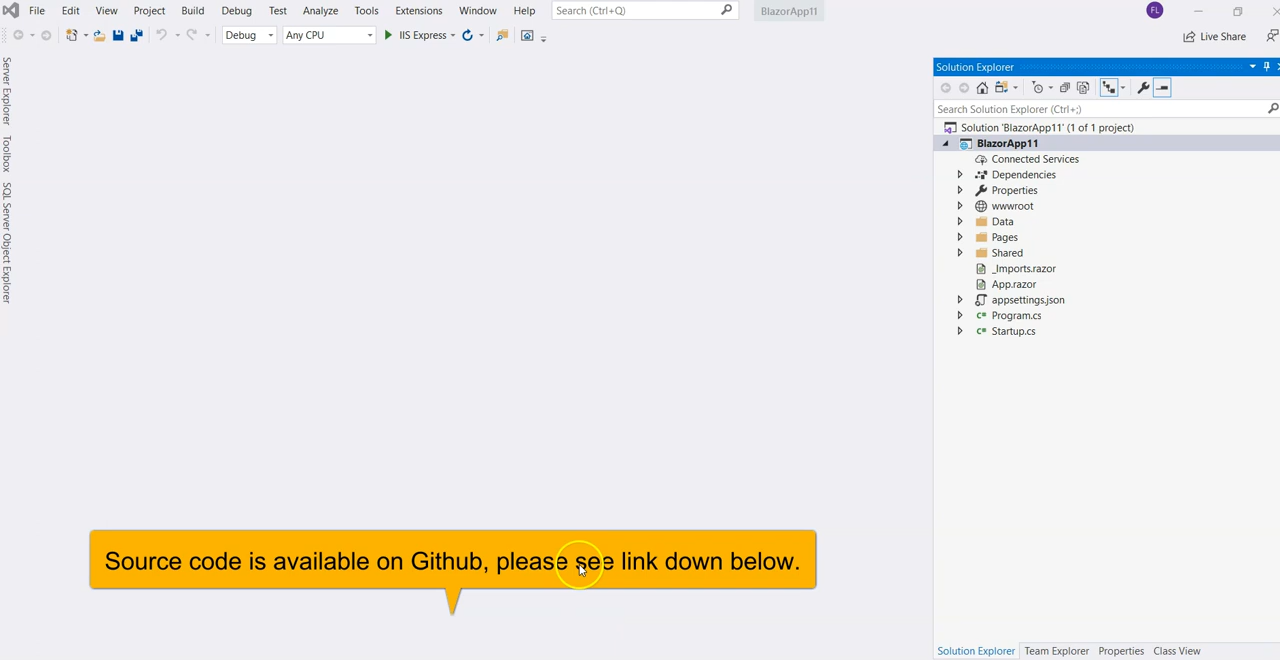 File Edit View Project Build Debug Test Analyze Tools Extensions Window Help Search (Ctrl+Q) BlazorApp11 FL
Debug Any CPU IIS Express Live Share
Server Explorer
Toolbox
SQL Server Object Explorer
Solution Explorer
Search Solution Explorer (Ctrl+;)
Solution 'BlazorApp11' (1 of 1 project)
BlazorApp11
Connected Services
Dependencies
Properties
wwwroot
Data
Pages
Shared
_Imports.razor
App.razor
appsettings.json
C# Program.cs
C# Startup.cs
Source code is available on Github, please see link down below.
Solution Explorer Team Explorer Properties Class View